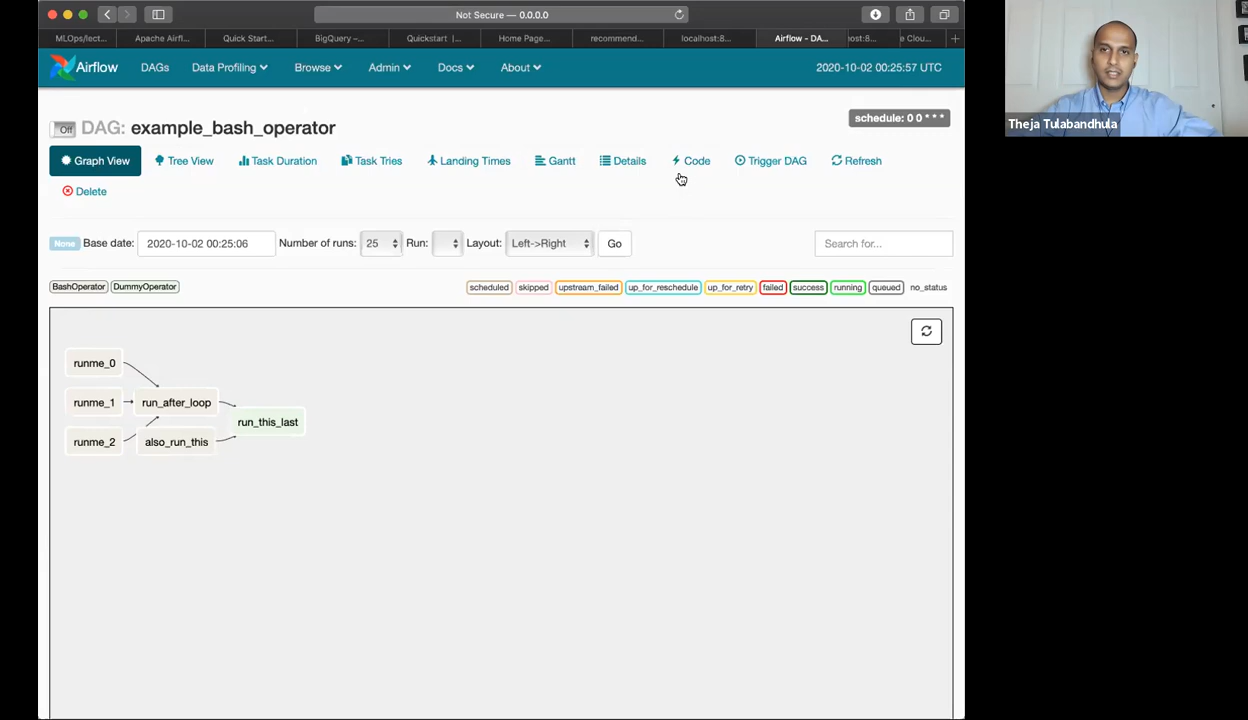 Not Secure — 0.0.0.0
MLOps/lect... Apache Airfl... Quick Start... BigQuery –... Quickstart |... Home Page... recommend... localhost:8... Airflow - DA... ost:8... e Clou...
Airflow DAGs Data Profiling Browse Admin Docs About 2020-10-02 00:25:57 UTC
Theja Tulabandhula
Off DAG: example_bash_operator schedule: 0 0 * * *
Graph View Tree View Task Duration Task Tries Landing Times Gantt Details Code Trigger DAG Refresh
Delete
None Base date: 2020-10-02 00:25:06 Number of runs: 25 Run: Layout: Left->Right Go Search for...
BashOperator DummyOperator scheduled skipped upstream_failed up_for_reschedule up_for_retry failed success running queued no_status
runme_0
runme_1 run_after_loop
run_this_last
runme_2 also_run_this